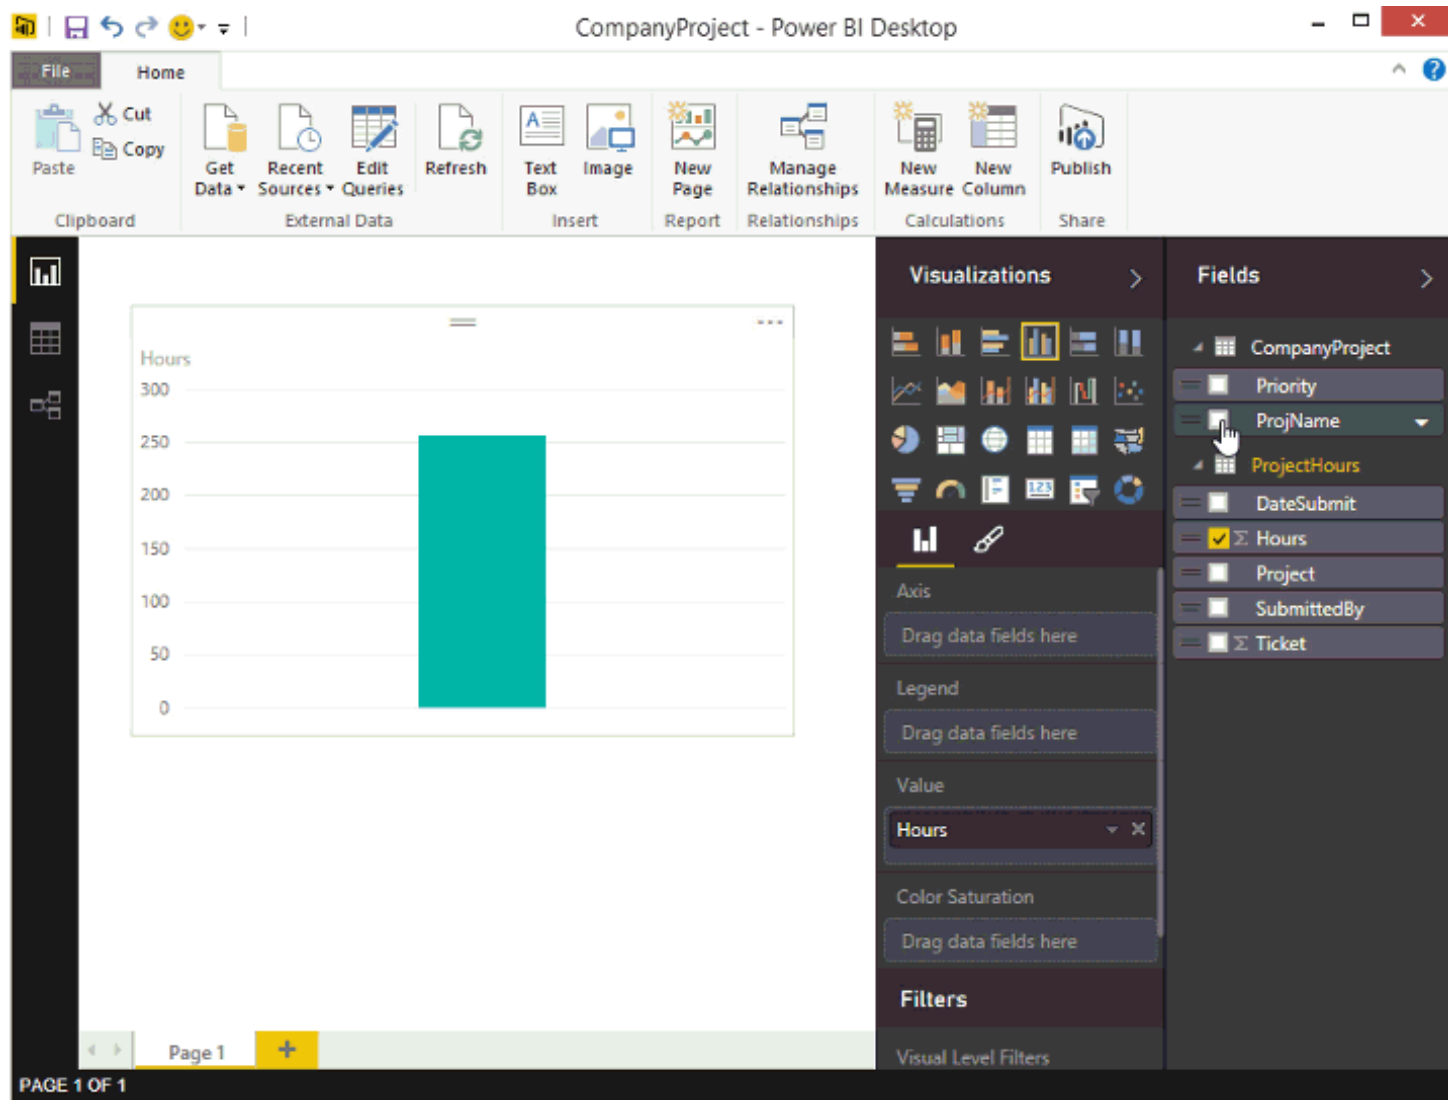 CompanyProject - Power BI Desktop
File
Home
Paste
Cut
Copy
Get
Data
Recent
Sources
Edit
Queries
Refresh
Text
Box
Image
New
Page
Manage
Relationships
New
Measure
New
Column
Publish
Clipboard
External Data
Insert
Report
Relationships
Calculations
Share
Hours
300
250
200
150
100
50
0
Visualizations
123
Axis
Drag data fields here
Legend
Drag data fields here
Value
Hours
Color Saturation
Drag data fields here
Filters
Visual Level Filters
Fields
CompanyProject
Priority
ProjName
ProjectHours
DateSubmit
Σ Hours
Project
SubmittedBy
Σ Ticket
Page 1
PAGE 1 OF 1